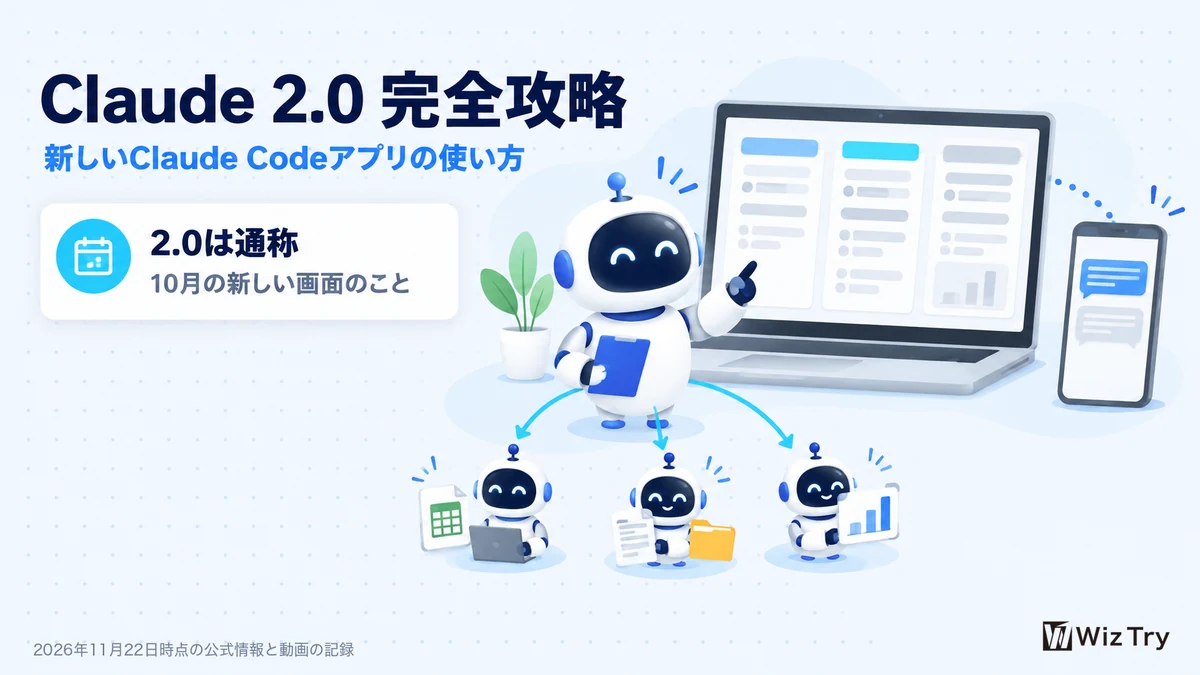 Claude 2.0 完全攻略
新しいClaude Codeアプリの使い方
2.0は通称
10月の新しい画面のこと
2026年11月22日時点の公式情報と動画の記録
Wiz Try